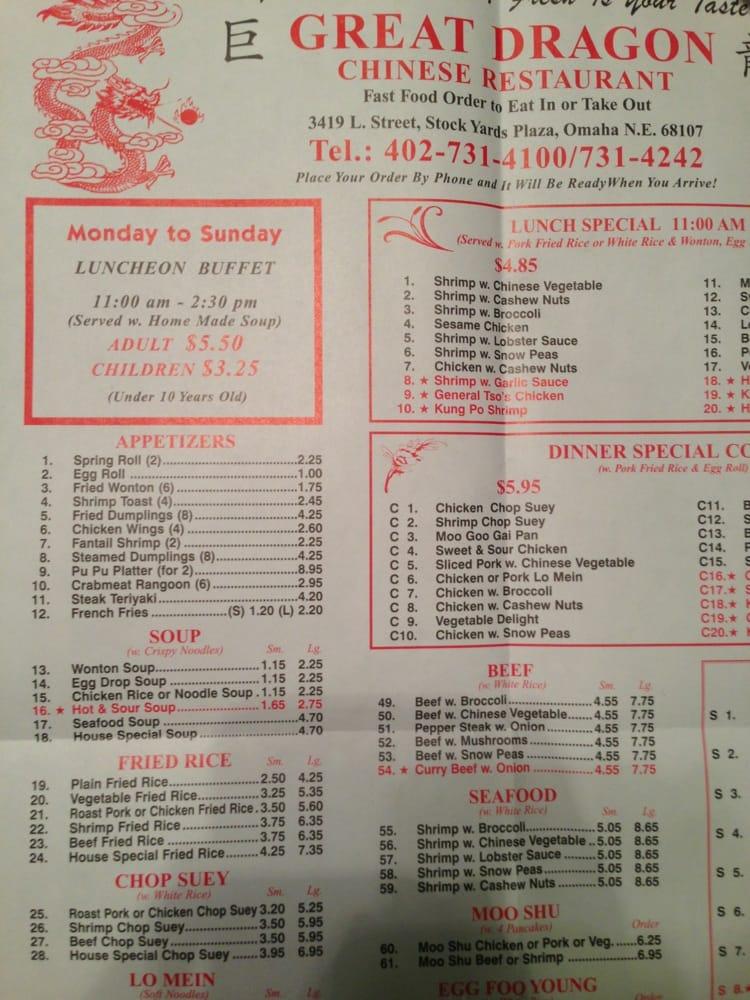 Fresh is your Taste
巨
GREAT DRAGON
CHINESE RESTAURANT
Fast Food Order to Eat In or Take Out
3419 L. Street, Stock Yards Plaza, Omaha N.E. 68107
Tel.: 402-731-4100/731-4242
Place Your Order By Phone and It Will Be Ready When You Arrive!
Monday to Sunday
LUNCHEON BUFFET
11:00 am - 2:30 pm
(Served w. Home Made Soup)
ADULT $5.50
CHILDREN $3.25
(Under 10 Years Old)
APPETIZERS
1. Spring Roll (2)..........2.25
2. Egg Roll ..........1.00
3. Fried Wonton (6)..........1.75
4. Shrimp Toast (4)..........2.45
5. Fried Dumplings (8)..........4.25
6. Chicken Wings (4) ..........2.60
7. Fantail Shrimp (2)..........2.25
8. Steamed Dumplings (8)..........4.25
9. Pu Pu Platter (for 2)..........8.95
10. Crabmeat Rangoon (6)..........2.95
11. Steak Teriyaki..........4.20
12. French Fries ..........(S) 1.20 (L) 2.20
SOUP
(w. Crispy Noodles) Sm. Lg.
13. Wonton Soup..........1.15 2.25
14. Egg Drop Soup..........1.15 2.25
15. Chicken Rice or Noodle Soup.1.15 2.25
16. ★ Hot & Sour Soup..........1.65 2.75
17. Seafood Soup ..........4.70
18. House Special Soup..........4.70
FRIED RICE Sm. Lg.
19. Plain Fried Rice..........2.50 4.25
20. Vegetable Fried Rice..........3.25 5.35
21. Roast Pork or Chicken Fried Rice.3.50 5.60
22. Shrimp Fried Rice..........3.75 6.35
23. Beef Fried Rice ..........3.75 6.35
24. House Special Fried Rice........4.25 7.35
CHOP SUEY
(w. White Rice) Sm. Lg.
25. Roast Pork or Chicken Chop Suey 3.20 5.25
26. Shrimp Chop Suey..........3.50 5.95
27. Beef Chop Suey..........3.50 5.95
28. House Special Chop Suey ......3.95 6.95
LO MEIN
(Soft Noodles) Sm. Lg.
LUNCH SPECIAL 11:00 AM
(Served w. Pork Fried Rice or White Rice & Wonton, Egg
$4.85
1. Shrimp w. Chinese Vegetable
2. Shrimp w. Cashew Nuts
3. Shrimp w. Broccoli
4. Sesame Chicken
5. Shrimp w. Lobster Sauce
6. Shrimp w. Snow Peas
7. Chicken w. Cashew Nuts
8. ★ Shrimp w. Garlic Sauce
9. ★ General Tso's Chicken
10. ★ Kung Po Shrimp
11. M
12. S
13. C
14. L
15. B
16. P
17. V
18. ★ H
19. ★ K
20. ★ H
DINNER SPECIAL CO
(w. Pork Fried Rice & Egg Roll)
$5.95
C 1. Chicken Chop Suey
C 2. Shrimp Chop Suey
C 3. Moo Goo Gai Pan
C 4. Sweet & Sour Chicken
C 5. Sliced Pork w. Chinese Vegetable
C 6. Chicken or Pork Lo Mein
C 7. Chicken w. Broccoli
C 8. Chicken w. Cashew Nuts
C 9. Vegetable Delight
C10. Chicken w. Snow Peas
C11.
C12.
C13.
C14.
C15.
C16.★
C17.★
C18.★
C19.★
C20.★
BEEF
(w. White Rice) Sm. Lg.
49. Beef w. Broccoli..........4.55 7.75
50. Beef w. Chinese Vegetable......4.55 7.75
51. Pepper Steak w. Onion..........4.55 7.75
52. Beef w. Mushrooms..........4.55 7.75
53. Beef w. Snow Peas ..........4.55 7.75
54. ★ Curry Beef w. Onion ..........4.55 7.75
SEAFOOD
(w. White Rice) Sm. Lg.
55. Shrimp w. Broccoli..........5.05 8.65
56. Shrimp w. Chinese Vegetable ..5.05 8.65
57. Shrimp w. Lobster Sauce ........5.05 8.65
58. Shrimp w. Snow Peas..........5.05 8.65
59. Shrimp w. Cashew Nuts ..........5.05 8.65
MOO SHU
(w. 4 Pancakes) Order
60. Moo Shu Chicken or Pork or Veg.......6.25
61. Moo Shu Beef or Shrimp ..........6.95
EGG FOO YOUNG
Order
S 1.
S 2.
S 3.
S 4.
S 5.
S 6.
S 7.
S 8.★